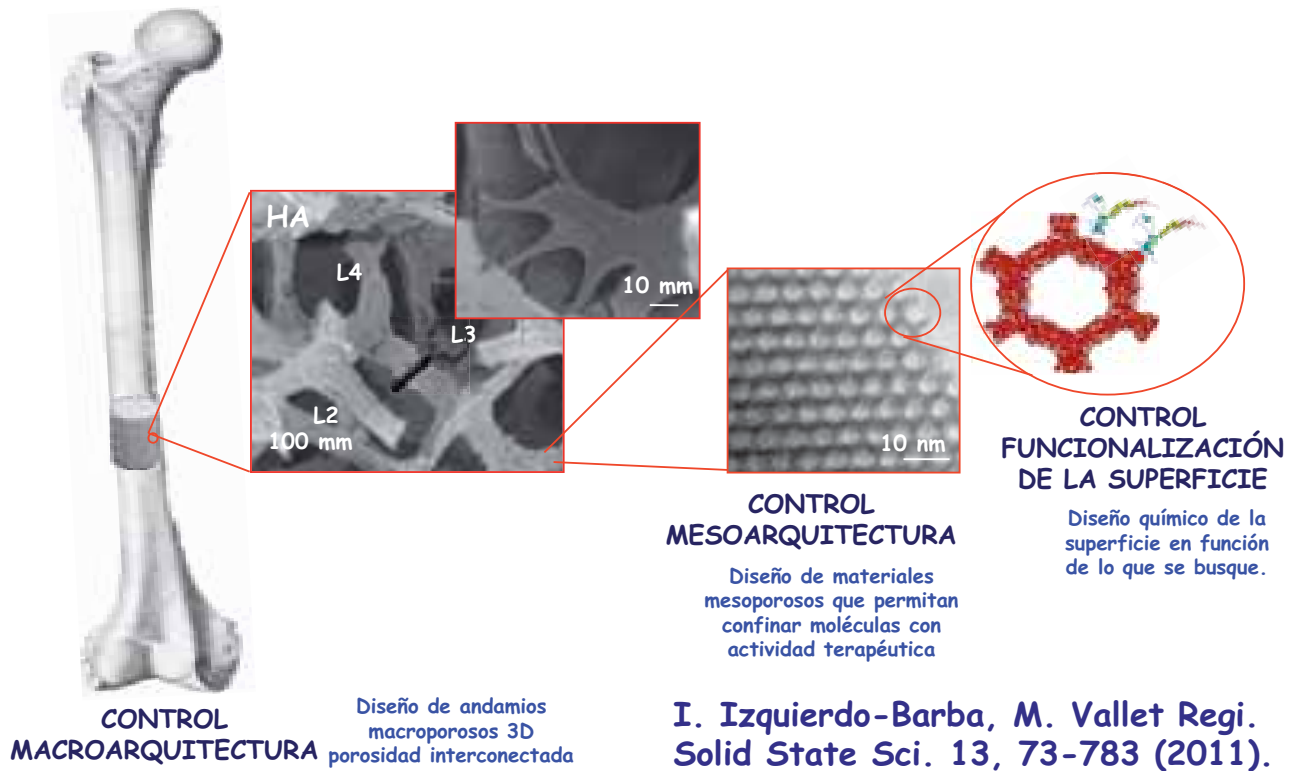 HA
L4
L3
L2
100 mm
10 mm
10 nm
CONTROL
FUNCIONALIZACIÓN
DE LA SUPERFICIE
Diseño químico de la
superficie en función
de lo que se busque.
CONTROL
MESOARQUITECTURA
Diseño de materiales
mesoporosos que permitan
confinar moléculas con
actividad terapéutica
CONTROL
MACROARQUITECTURA
Diseño de andamios
macroporosos 3D
porosidad interconectada
I. Izquierdo-Barba, M. Vallet Regi.
Solid State Sci. 13, 73-783 (2011).